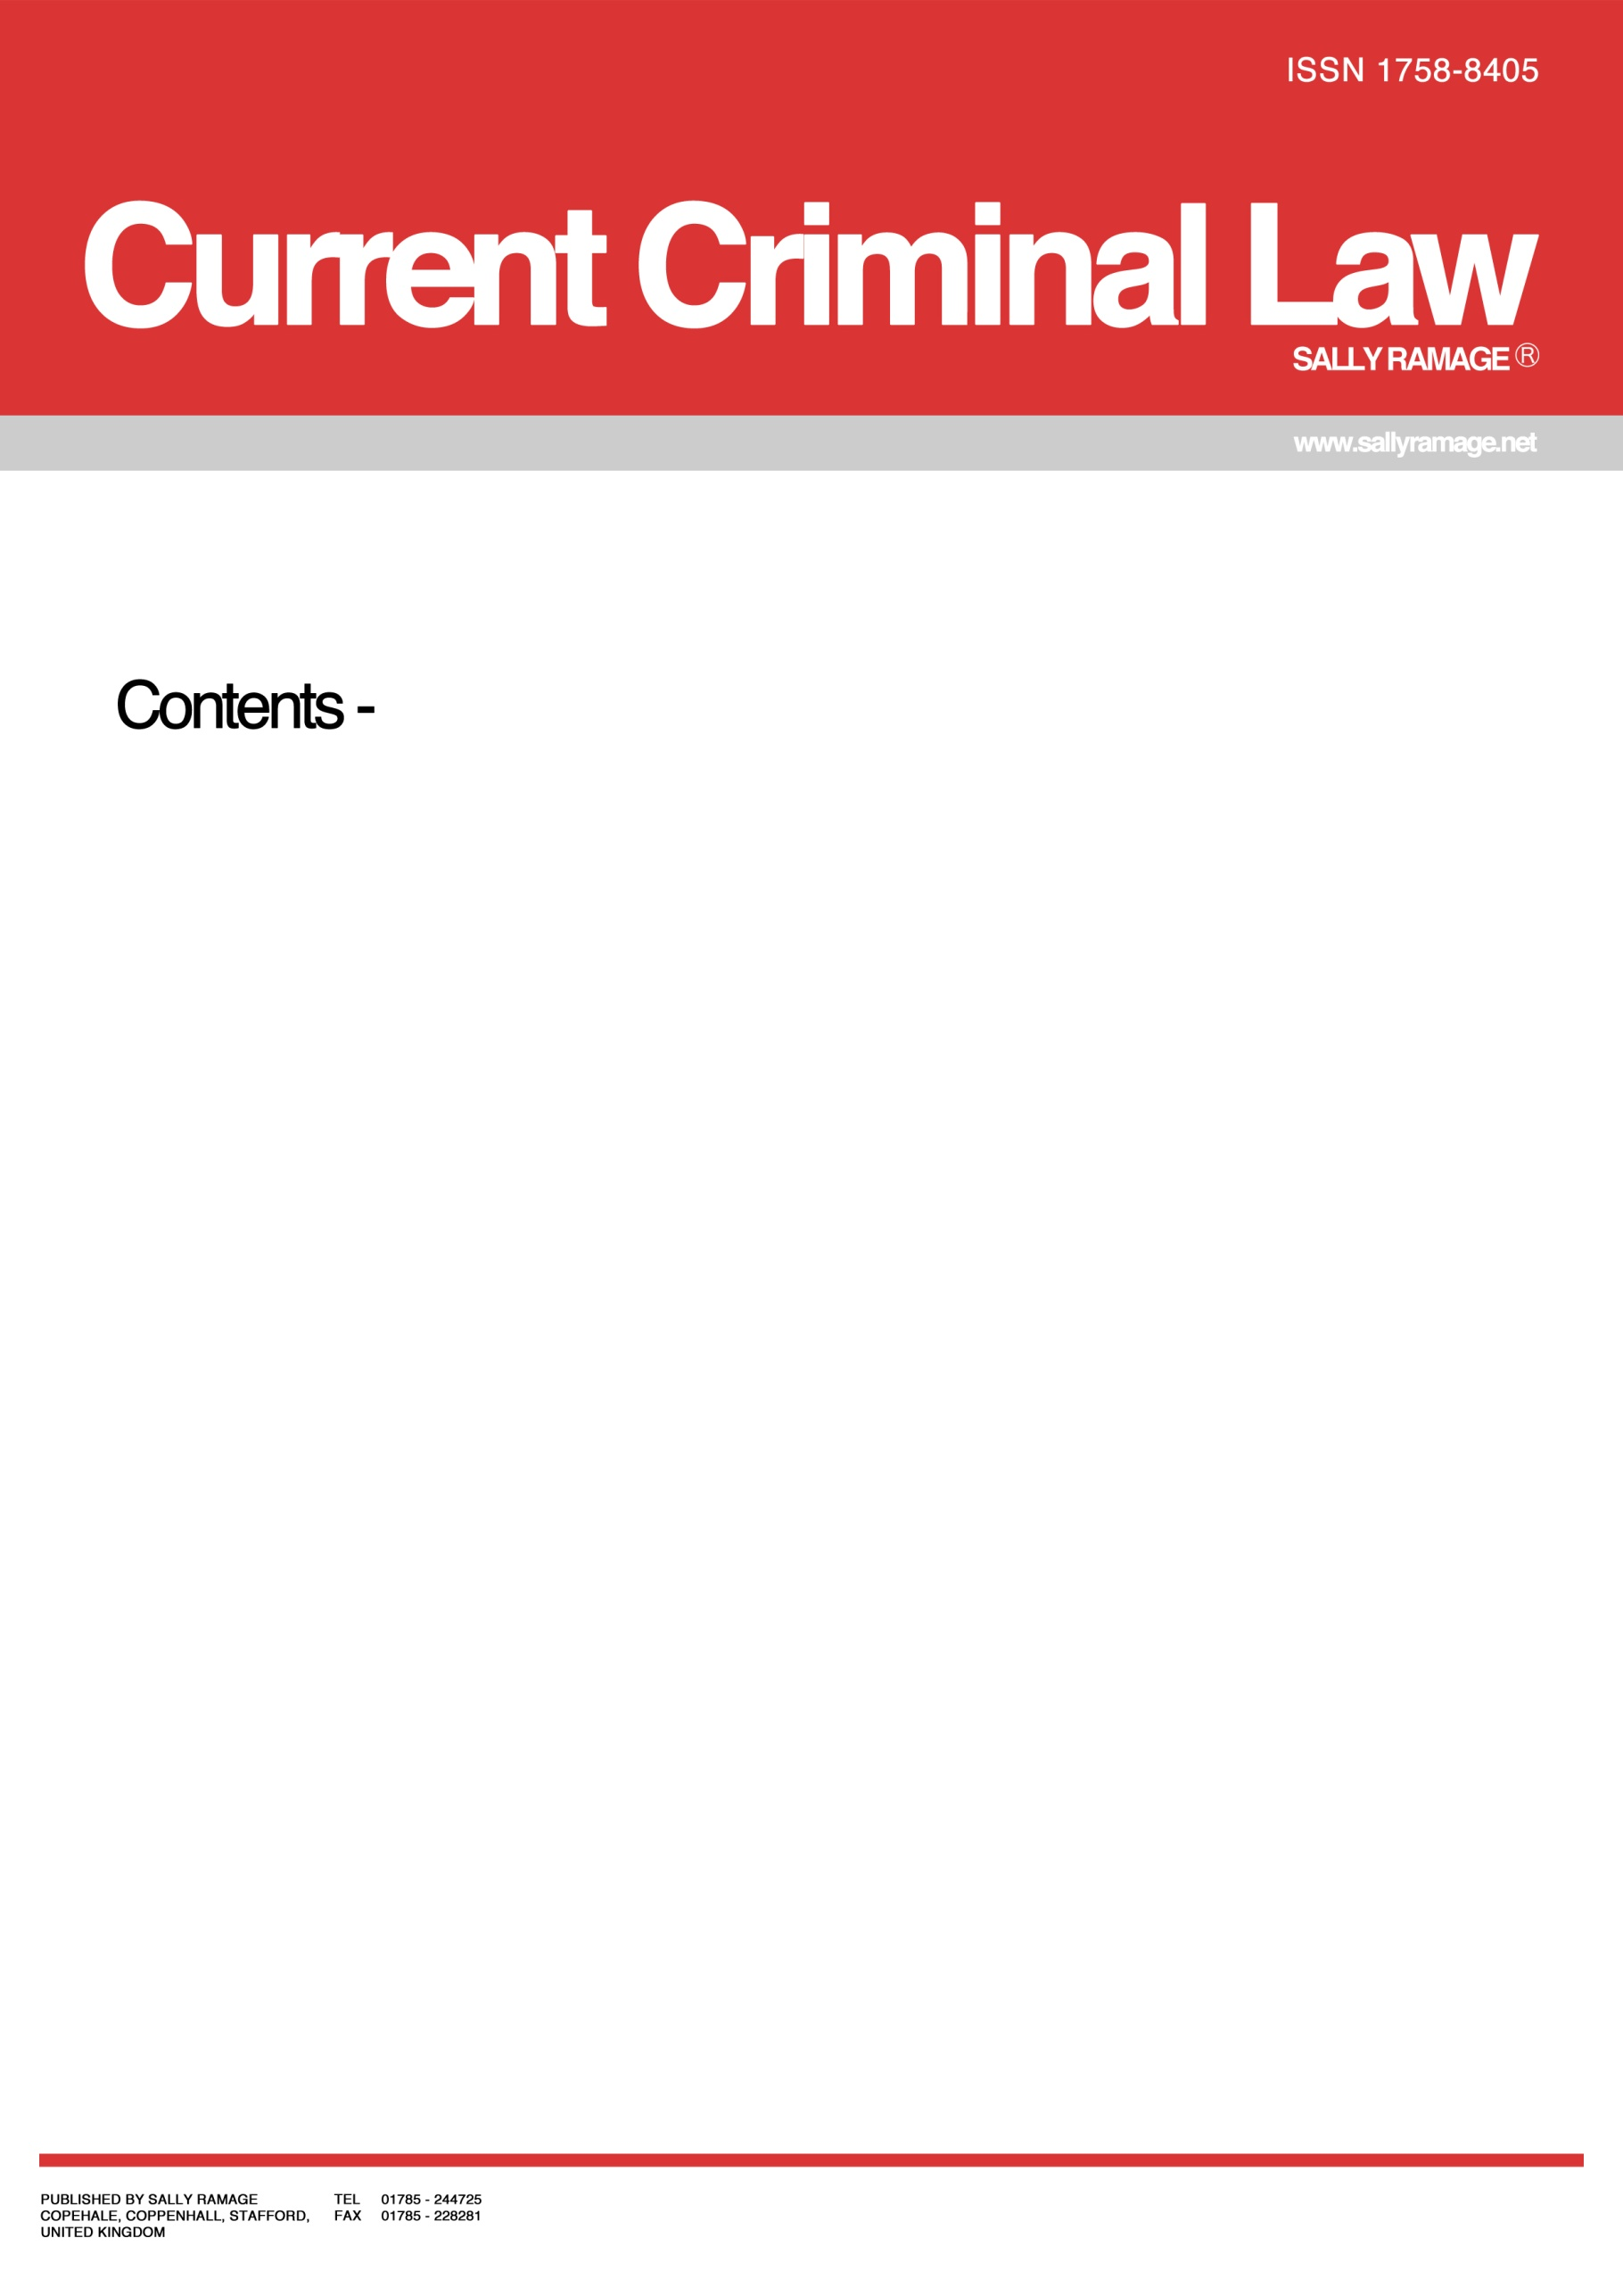 ISSN 1758-8405
Current Criminal Law
SALLY RAMAGE ®
www.sallyramage.net
Contents -
PUBLISHED BY SALLY RAMAGE
COPEHALE, COPPENHALL, STAFFORD,
UNITED KINGDOM
TEL 01785 - 244725
FAX 01785 - 228281